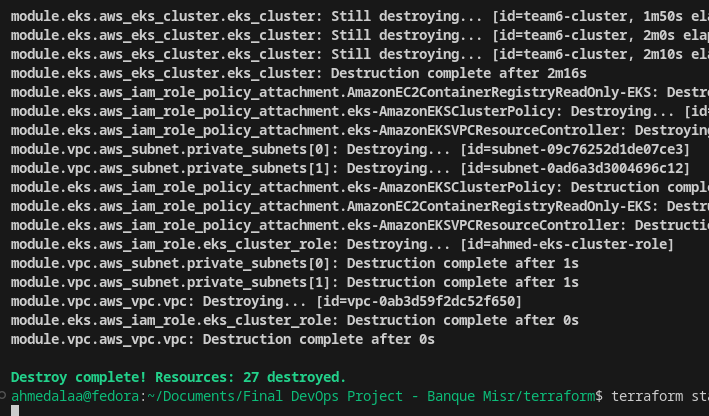 module.eks.aws_eks_cluster.eks_cluster: Still destroying... [id=team6-cluster, 1m50s ela
module.eks.aws_eks_cluster.eks_cluster: Still destroying... [id=team6-cluster, 2m0s elap
module.eks.aws_eks_cluster.eks_cluster: Still destroying... [id=team6-cluster, 2m10s ela
module.eks.aws_eks_cluster.eks_cluster: Destruction complete after 2m16s
module.eks.aws_iam_role_policy_attachment.AmazonEC2ContainerRegistryReadOnly-EKS: Destro
module.eks.aws_iam_role_policy_attachment.eks-AmazonEKSClusterPolicy: Destroying... [id=
module.eks.aws_iam_role_policy_attachment.eks-AmazonEKSVPCResourceController: Destroying
module.vpc.aws_subnet.private_subnets[0]: Destroying... [id=subnet-09c76252d1de07ce3]
module.vpc.aws_subnet.private_subnets[1]: Destroying... [id=subnet-0ad6a3d3004696c12]
module.eks.aws_iam_role_policy_attachment.eks-AmazonEKSClusterPolicy: Destruction comple
module.eks.aws_iam_role_policy_attachment.AmazonEC2ContainerRegistryReadOnly-EKS: Destru
module.eks.aws_iam_role_policy_attachment.eks-AmazonEKSVPCResourceController: Destructio
module.eks.aws_iam_role.eks_cluster_role: Destroying... [id=ahmed-eks-cluster-role]
module.vpc.aws_subnet.private_subnets[0]: Destruction complete after 1s
module.vpc.aws_subnet.private_subnets[1]: Destruction complete after 1s
module.vpc.aws_vpc.vpc: Destroying... [id=vpc-0ab3d59f2dc52f650]
module.eks.aws_iam_role.eks_cluster_role: Destruction complete after 0s
module.vpc.aws_vpc.vpc: Destruction complete after 0s
Destroy complete! Resources: 27 destroyed.
ahmedalaa@fedora:~/Documents/Final DevOps Project - Banque Misr/terraform$ terraform sta